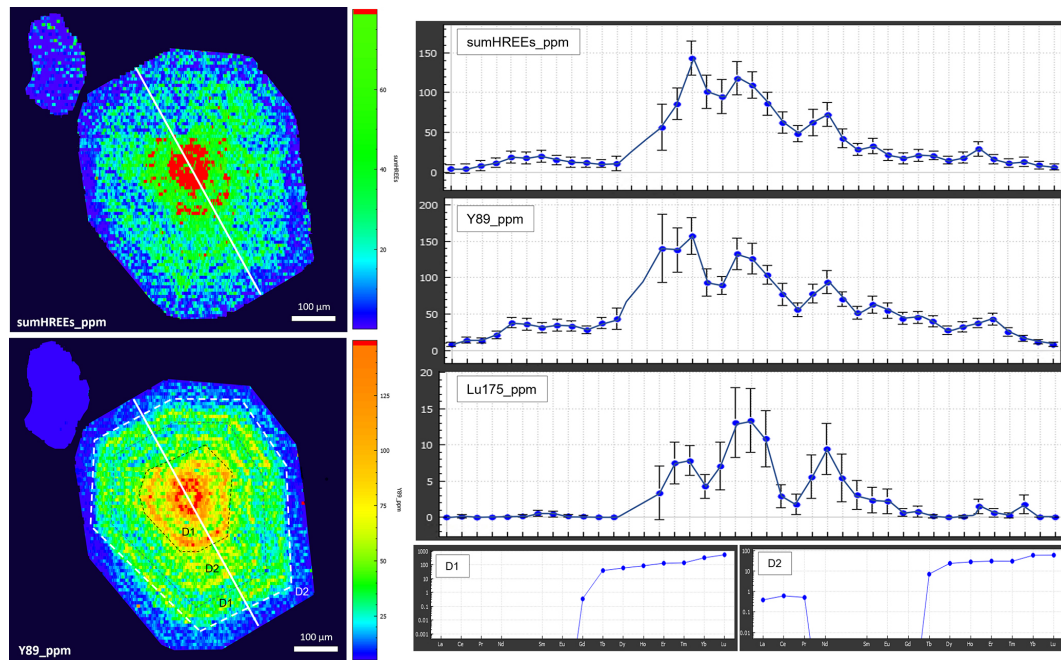 60
40
20
sumHREEs
sumHREEs_ppm
100 µm
125
100
75
50
25
Y89_ppm
D1
D2
D1
D2
Y89_ppm
100 µm
sumHREEs_ppm
150
100
50
0
Y89_ppm
200
150
100
50
0
Lu175_ppm
20
15
10
5
0
D1
1000
100
10
1
0.1
0.01
0.001
La Ce Pr Nd Sm Eu Gd Tb Dy Ho Er Tm Yb Lu
D2
100
10
1
0.1
0.01
La Ce Pr Nd Sm Eu Gd Tb Dy Ho Er Tm Yb Lu